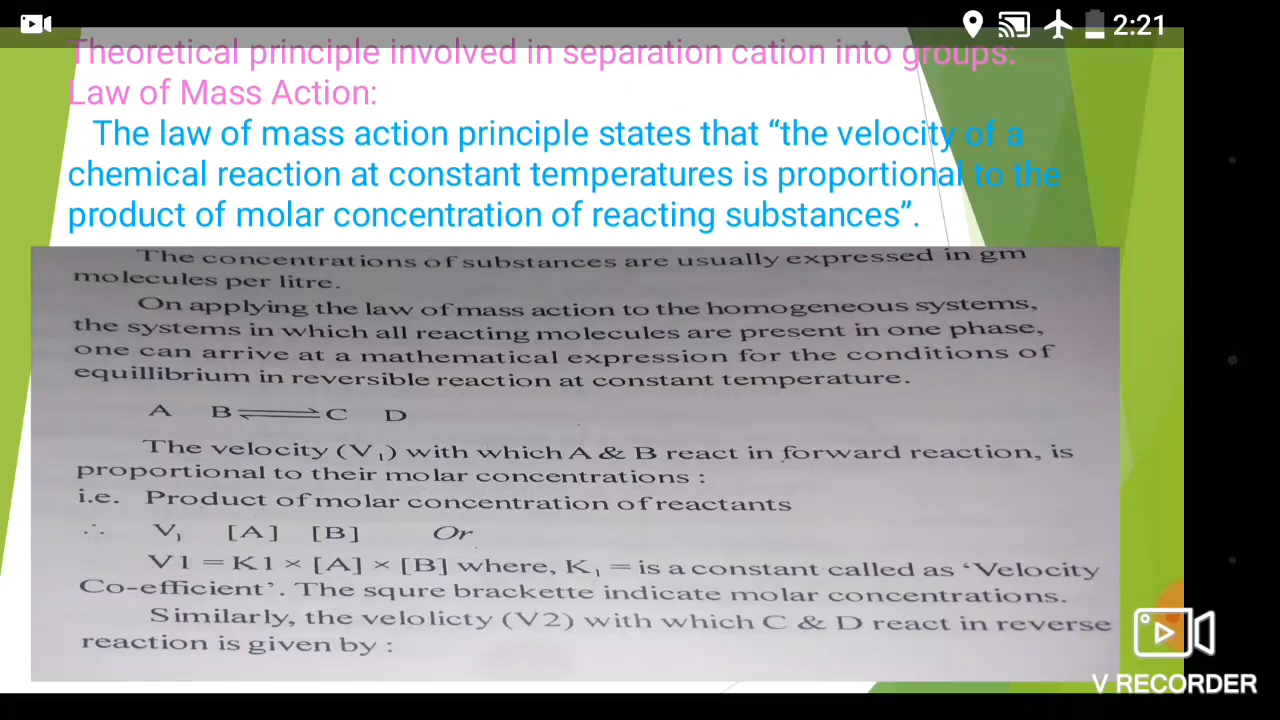 2:21
Theoretical principle involved in separation cation into groups:
Law of Mass Action:
The law of mass action principle states that “the velocity of a
chemical reaction at constant temperatures is proportional to the
product of molar concentration of reacting substances”.
The concentrations of substances are usually expressed in gm
molecules per litre.
On applying the law of mass action to the homogeneous systems,
the systems in which all reacting molecules are present in one phase,
one can arrive at a mathematical expression for the conditions of
equillibrium in reversible reaction at constant temperature.
A B ⇌ C D
The velocity (V₁) with which A & B react in forward reaction, is
proportional to their molar concentrations :
i.e. Product of molar concentration of reactants
∴ V₁ [A] [B] Or
V1 = K1 × [A] × [B] where, K₁ = is a constant called as ‘Velocity
Co-efficient’. The squre brackette indicate molar concentrations.
Similarly, the velolicty (V2) with which C & D react in reverse
reaction is given by :
V RECORDER